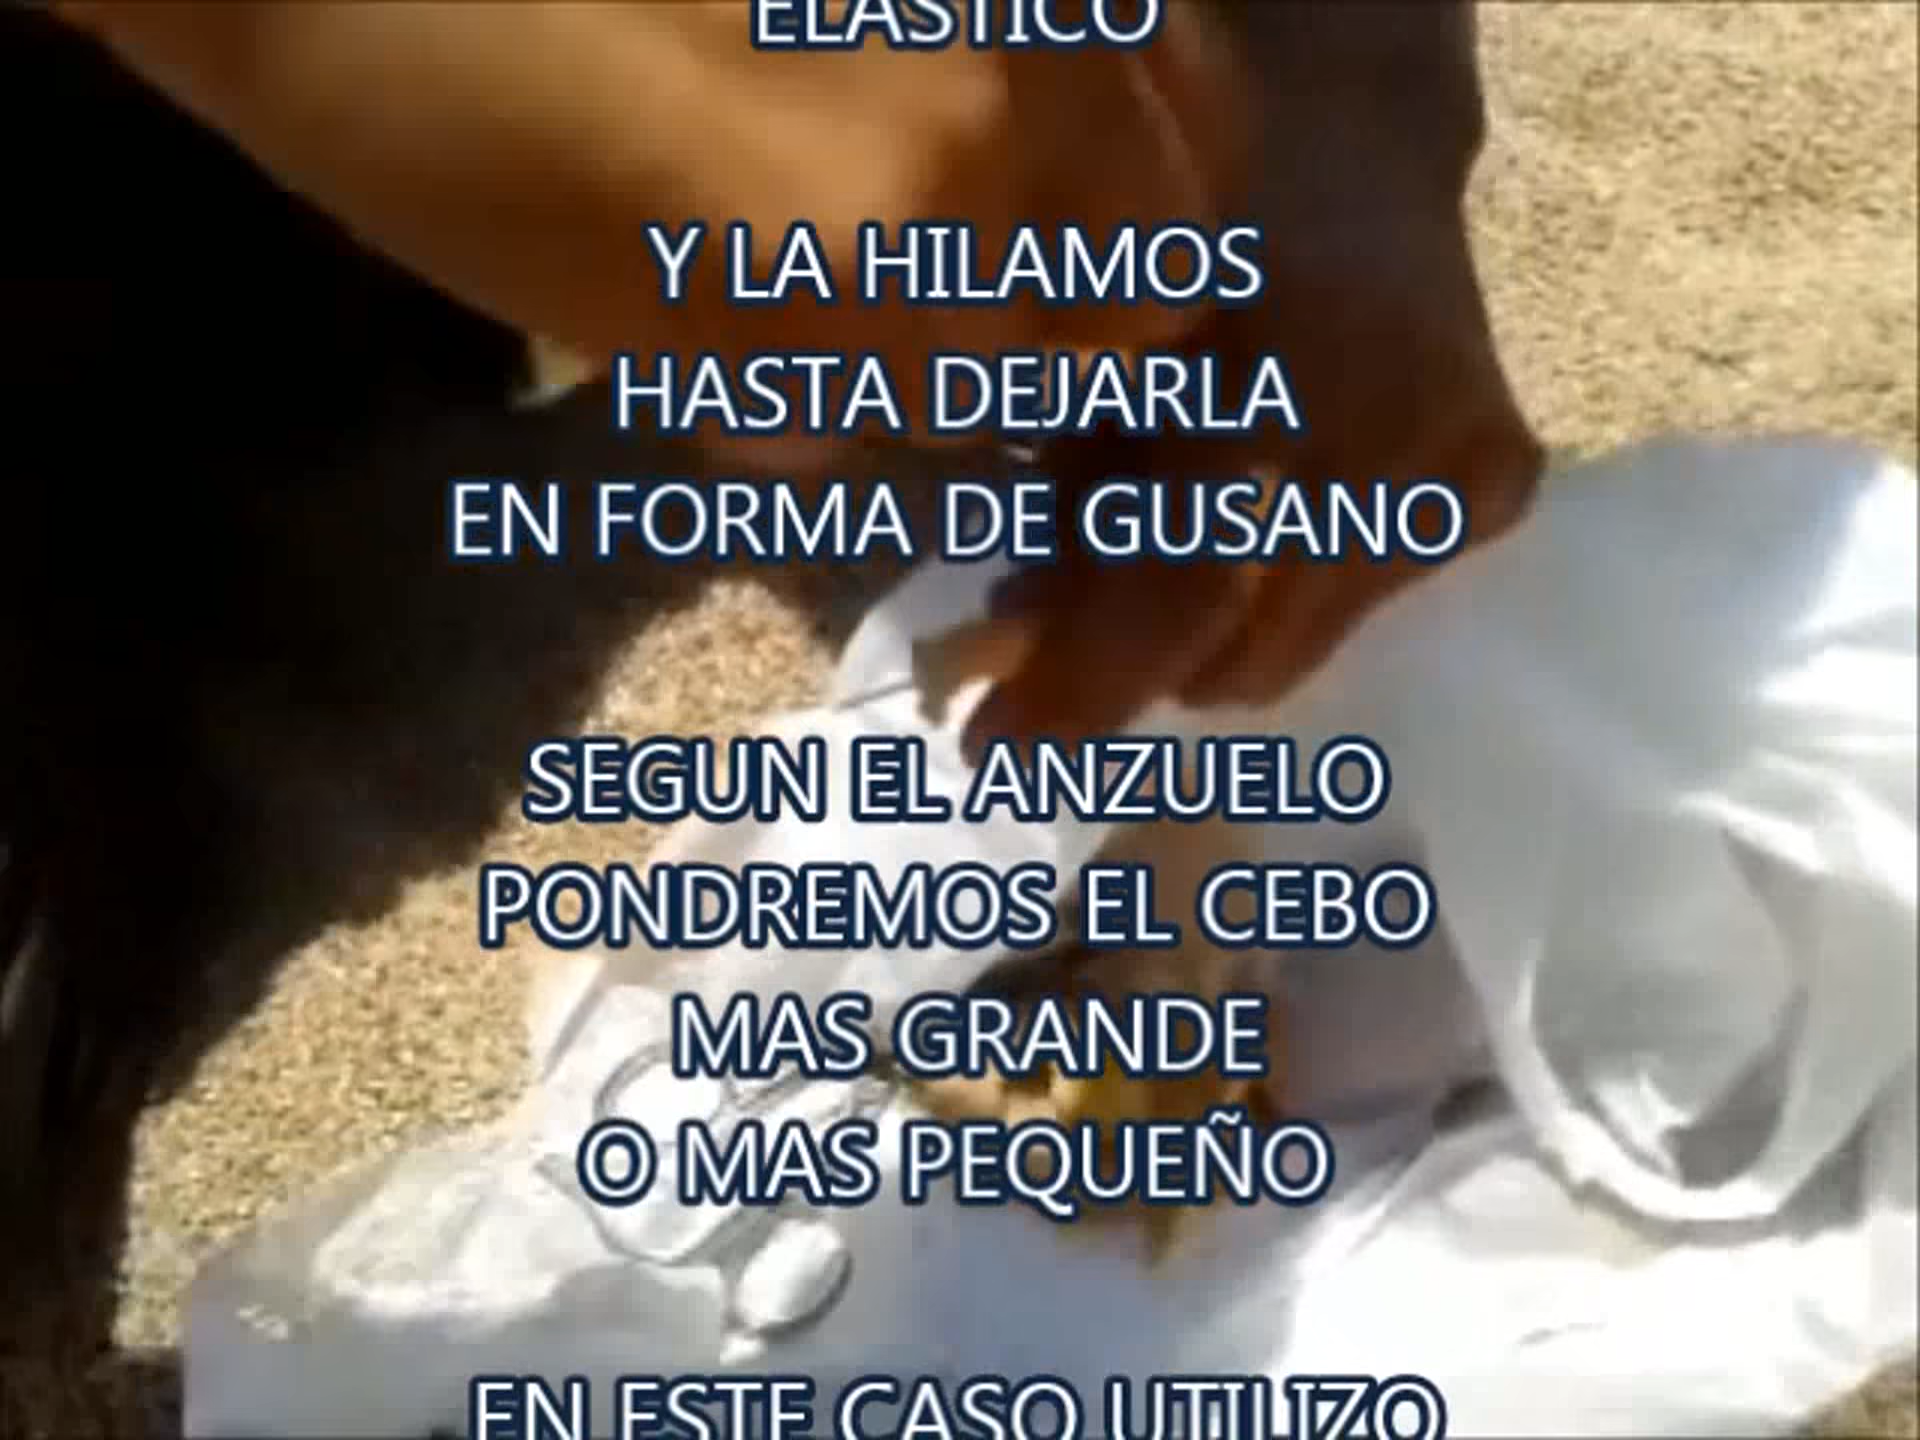 ELASTICO
Y LA HILAMOS
HASTA DEJARLA
EN FORMA DE GUSANO
SEGUN EL ANZUELO
PONDREMOS EL CEBO
MAS GRANDE
O MAS PEQUEÑO
EN ESTE CASO UTILIZO